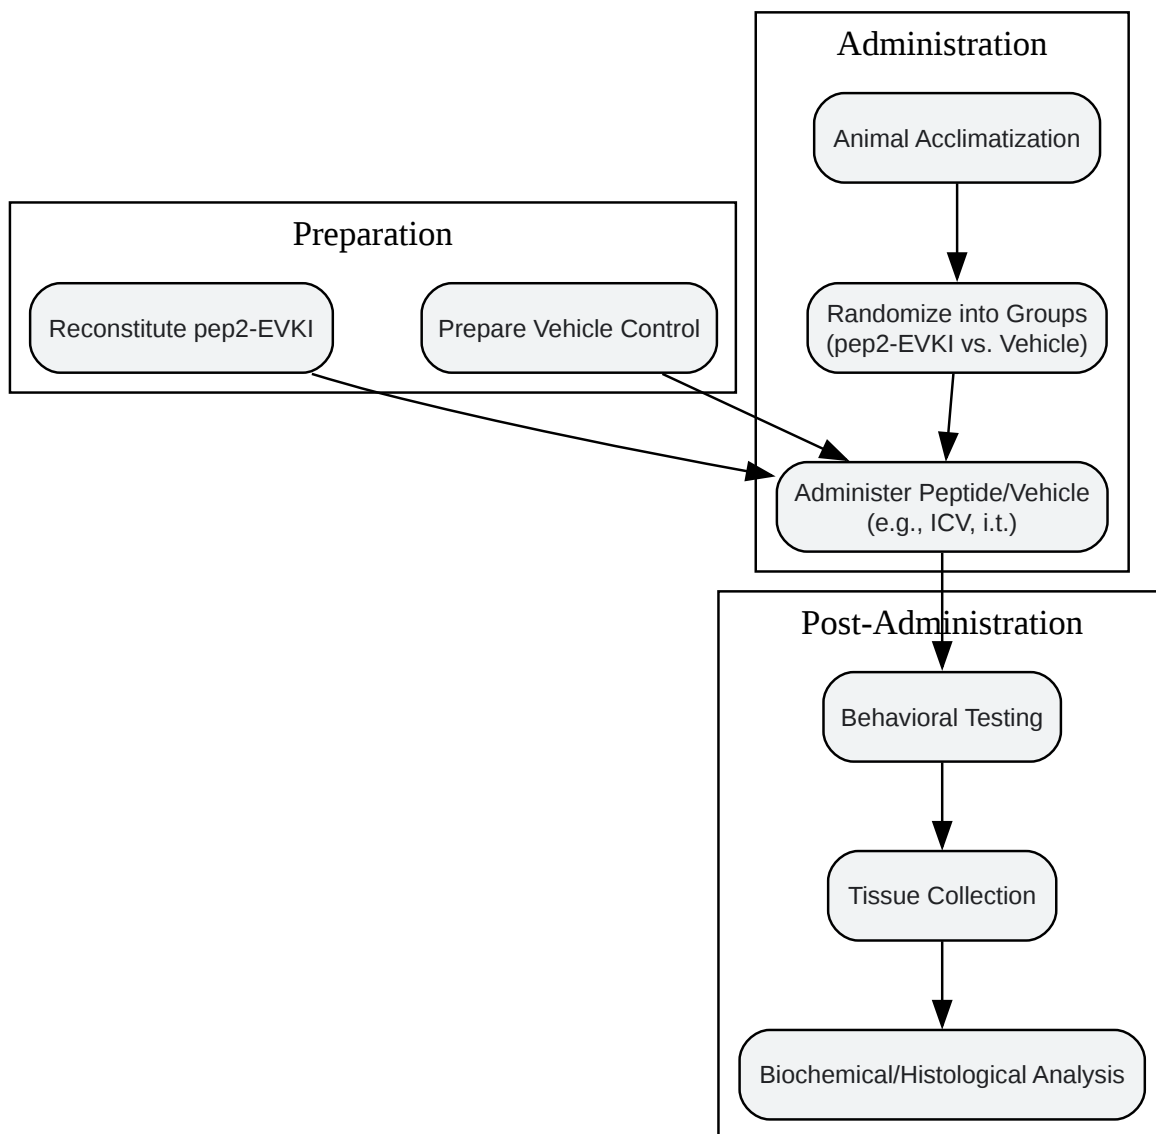 Administration
Animal Acclimatization
Preparation
Reconstitute pep2-EVKI
Prepare Vehicle Control
Randomize into Groups
(pep2-EVKI vs. Vehicle)
Administer Peptide/Vehicle
(e.g., ICV, i.t.)
Post-Administration
Behavioral Testing
Tissue Collection
Biochemical/Histological Analysis